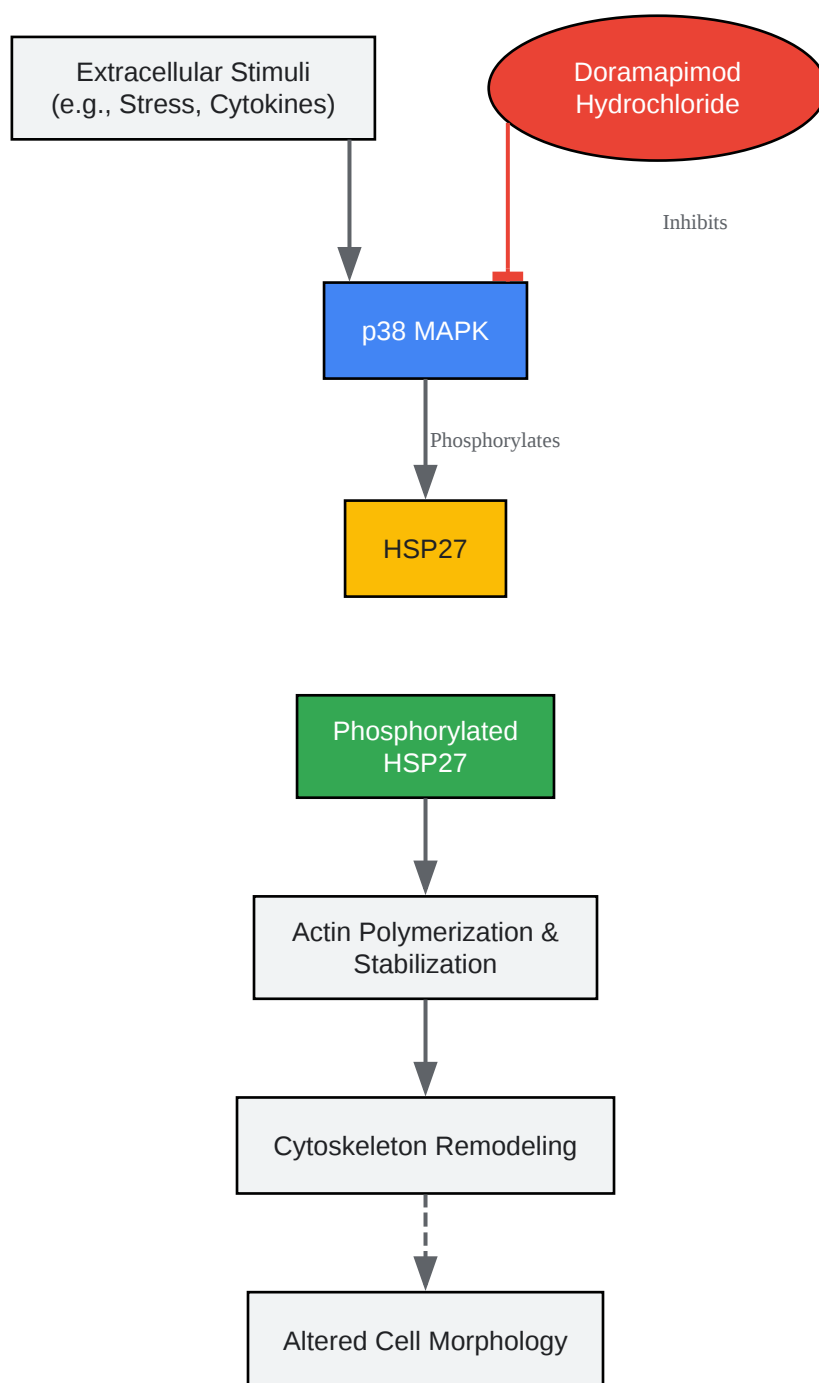 Extracellular Stimuli
(e.g., Stress, Cytokines)
Doramapimod
Hydrochloride
Inhibits
p38 MAPK
Phosphorylates
HSP27
Phosphorylated
HSP27
Actin Polymerization &
Stabilization
Cytoskeleton Remodeling
Altered Cell Morphology